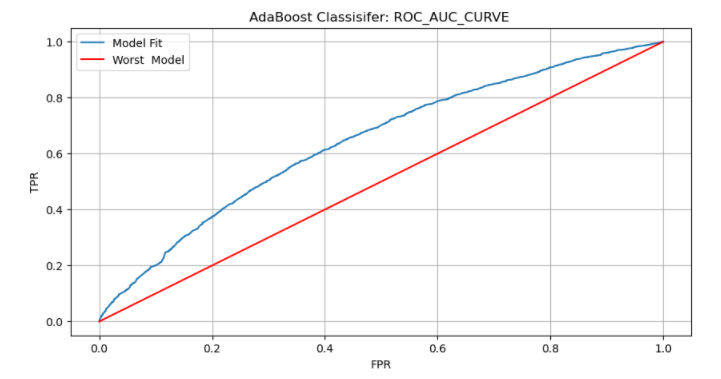 AdaBoost Classisifer: ROC_AUC_CURVE
Model Fit
Worst  Model
1.0
0.8
0.6
0.4
0.2
0.0
TPR
0.0 0.2 0.4 0.6 0.8 1.0
FPR